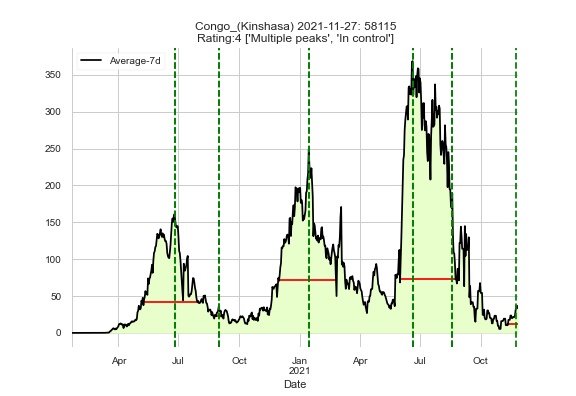 Congo_(Kinshasa) 2021-11-27: 58115
Rating:4 ['Multiple peaks', 'In control']
Average-7d
350
300
250
200
150
100
50
0
Apr
Jul
Oct
Jan
2021
Apr
Jul
Oct
Date